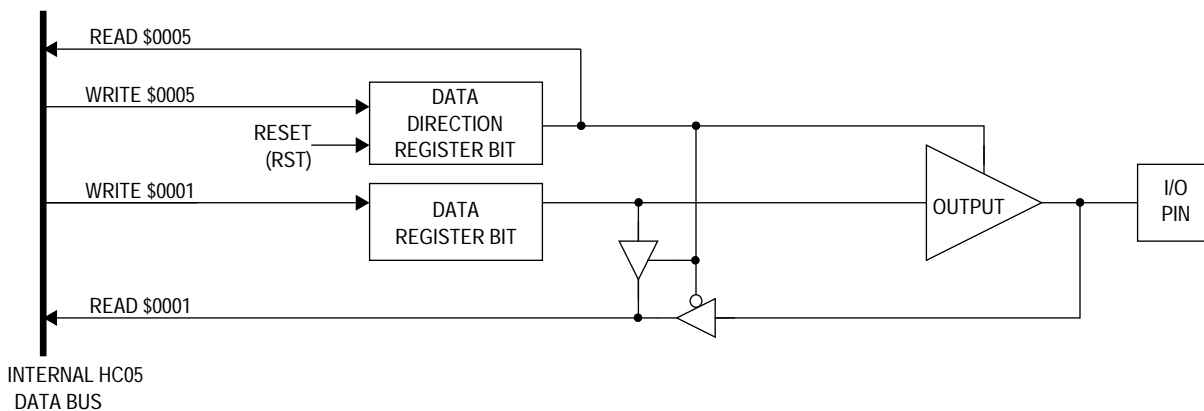 READ $0005
WRITE $0005
DATA
DIRECTION
REGISTER BIT
RESET
(RST)
WRITE $0001
DATA
REGISTER BIT
OUTPUT
I/O
PIN
READ $0001
INTERNAL HC05
DATA BUS